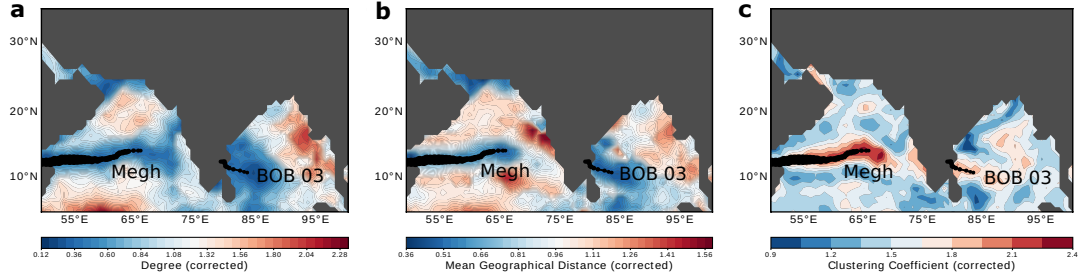 a b c
30°N 30°N 30°N
20°N 20°N 20°N
10°N 10°N 10°N
Megh BOB 03 Megh BOB 03 Megh BOB 03
55°E 65°E 75°E 85°E 95°E 55°E 65°E 75°E 85°E 95°E 55°E 65°E 75°E 85°E 95°E
0.12 0.36 0.60 0.84 1.08 1.32 1.56 1.80 2.04 2.28 0.36 0.51 0.66 0.81 0.96 1.11 1.26 1.41 1.56 0.9 1.2 1.5 1.8 2.1 2.4
Degree (corrected) Mean Geographical Distance (corrected) Clustering Coefficient (corrected)